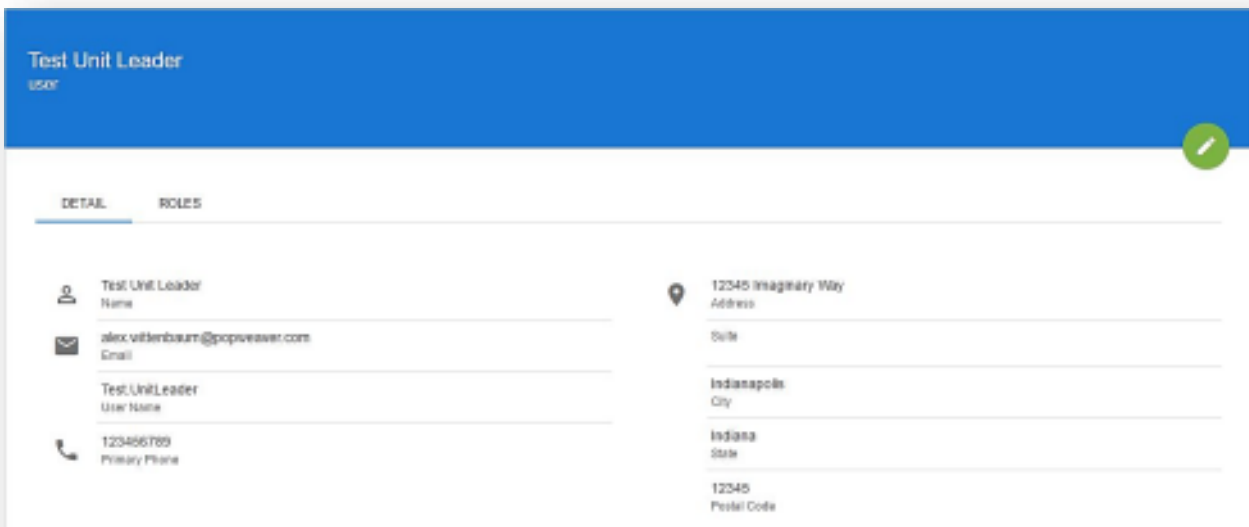 Test Unit Leader
user
DETAIL ROLES
Test Unit Leader
Name
alex.wittenbaum@popweaver.com
Email
Test.UnitLeader
User Name
123456789
Primary Phone
12345 Imaginary Way
Address
Suite
Indianapolis
City
Indiana
State
12345
Postal Code